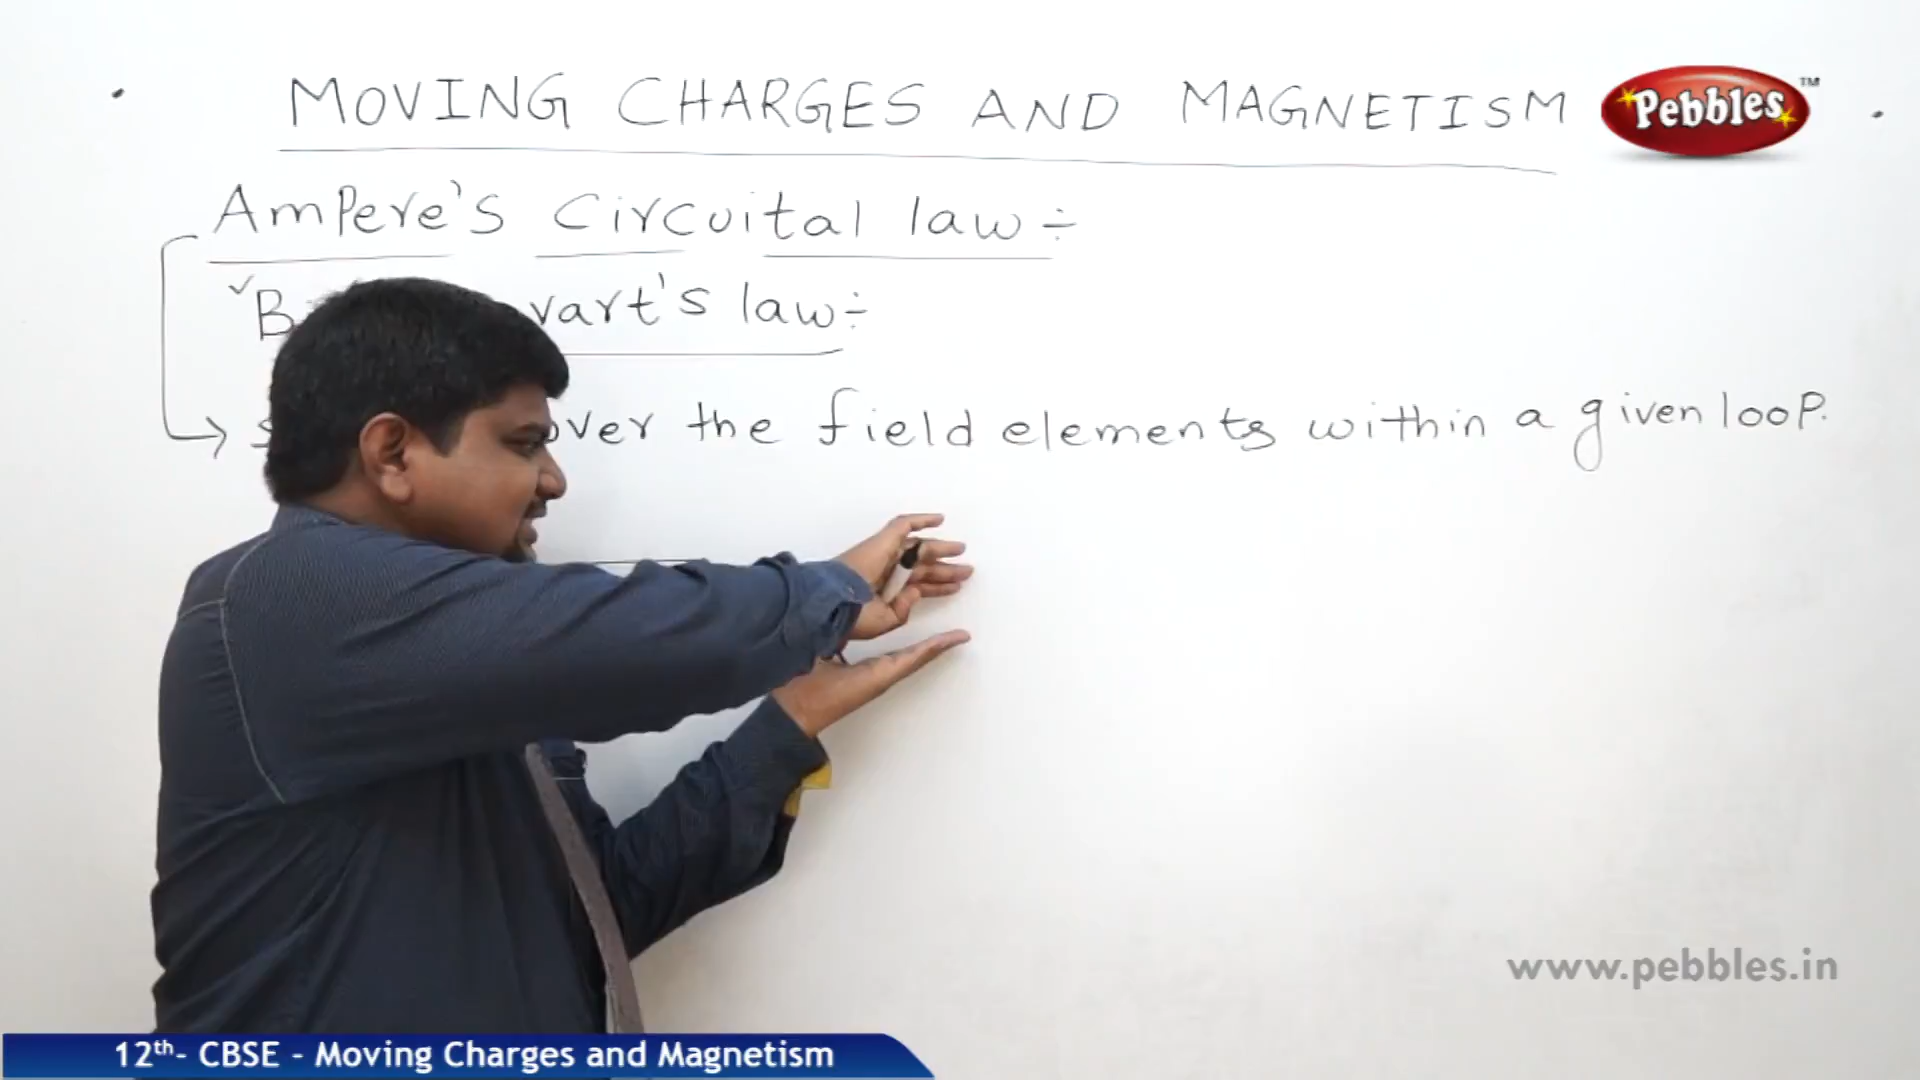 MOVING CHARGES AND MAGNETISM
Pebbles TM
Ampere's Circuital law ÷
law ÷
over the field elements within a given loop.
www.pebbles.in
12th- CBSE - Moving Charges and Magnetism